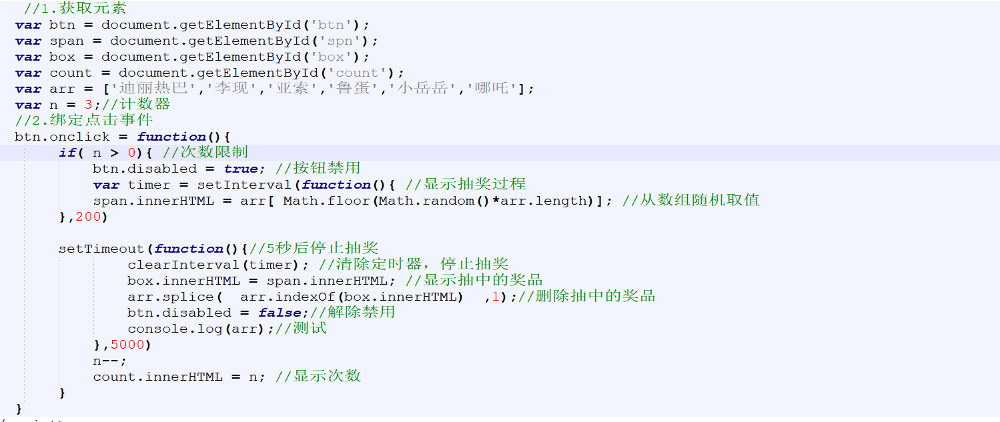 //1.获取元素
var btn = document.getElementById('btn');
var span = document.getElementById('spn');
var box = document.getElementById('box');
var count = document.getElementById('count');
var arr = ['迪丽热巴','李现','亚索','鲁蛋','小岳岳','哪吒'];
var n = 3;//计数器
//2.绑定点击事件
btn.onclick = function(){
if( n > 0){ //次数限制
btn.disabled = true; //按钮禁用
var timer = setInterval(function(){ //显示抽奖过程
span.innerHTML = arr[ Math.floor(Math.random()*arr.length)]; //从数组随机取值
},200)
setTimeout(function(){//5秒后停止抽奖
clearInterval(timer); //清除定时器，停止抽奖
box.innerHTML = span.innerHTML; //显示抽中的奖品
arr.splice(  arr.indexOf(box.innerHTML)  ,1);//删除抽中的奖品
btn.disabled = false;//解除禁用
console.log(arr);//测试
},5000)
n--;
count.innerHTML = n; //显示次数
}
}